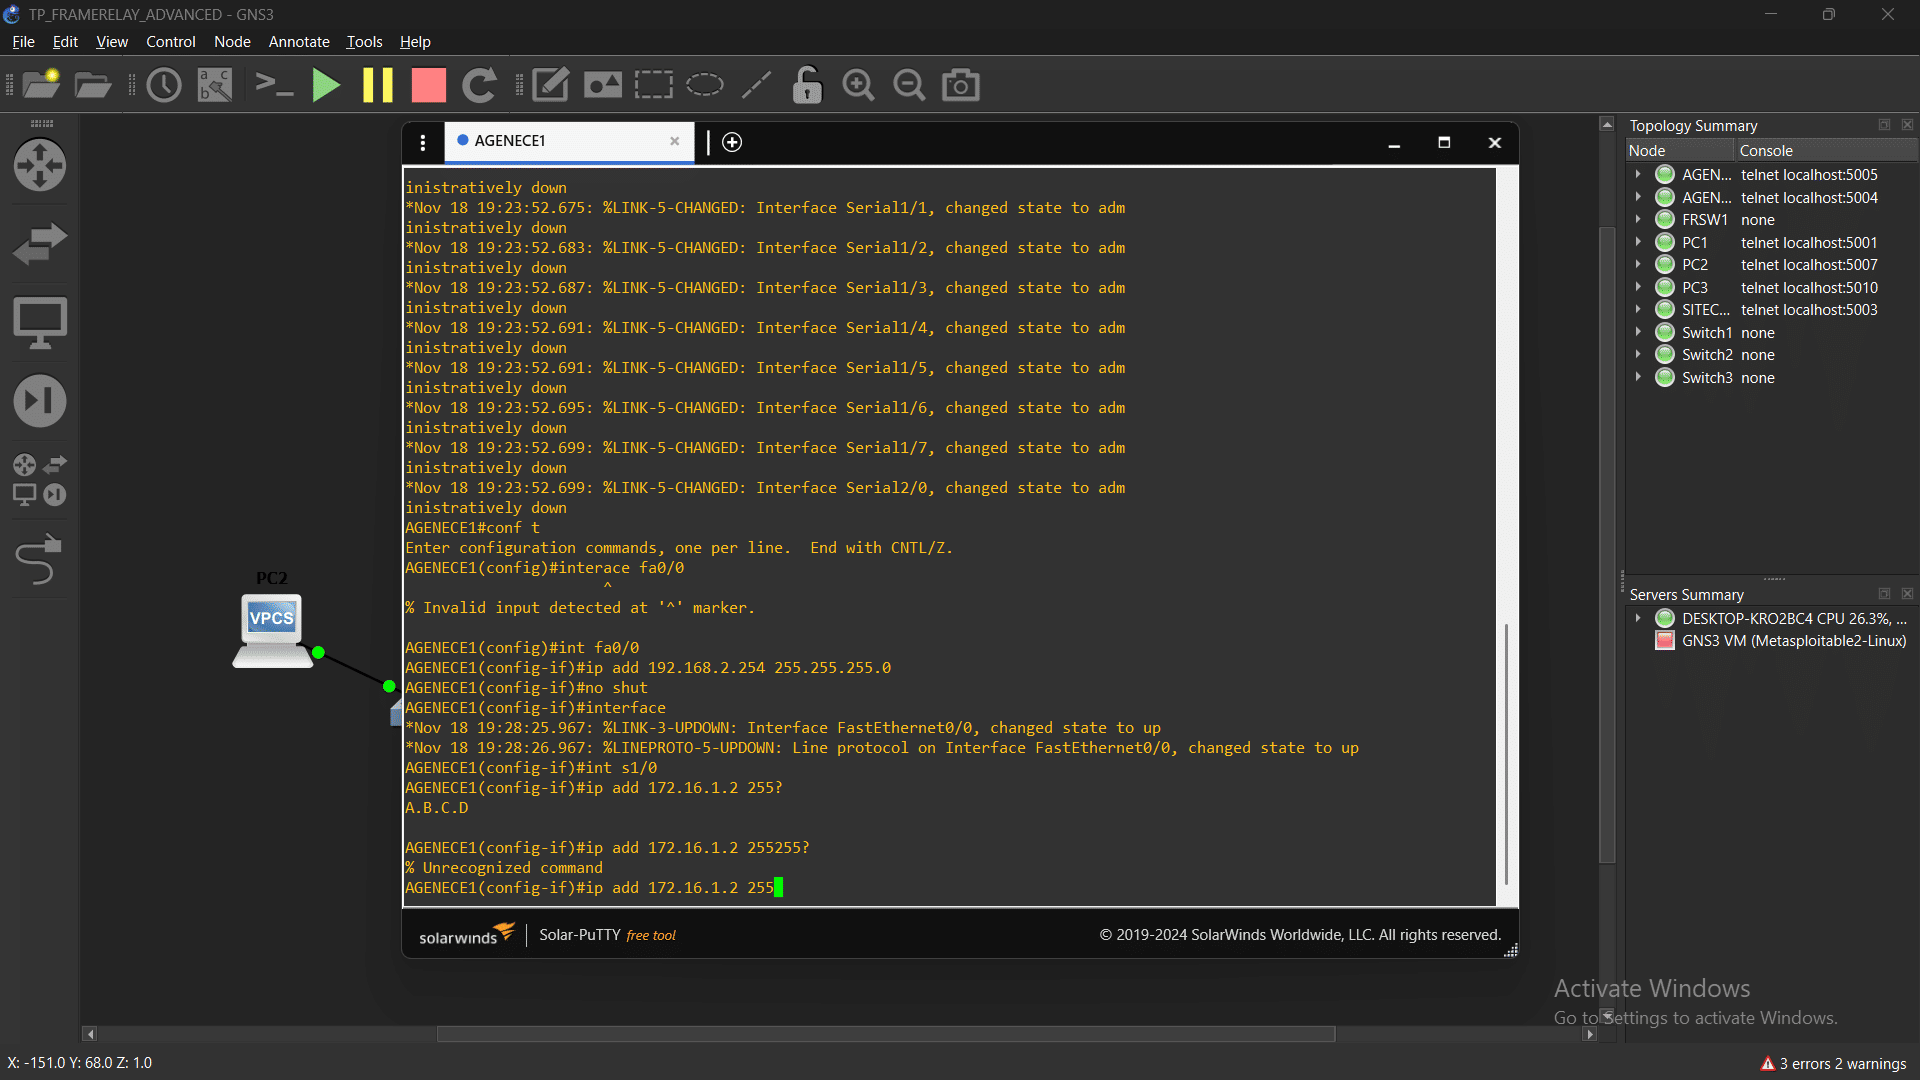 TP_FRAMERELAY_ADVANCED - GNS3
File Edit View Control Node Annotate Tools Help
AGENECE1
inistratively down
*Nov 18 19:23:52.675: %LINK-5-CHANGED: Interface Serial1/1, changed state to adm
inistratively down
*Nov 18 19:23:52.683: %LINK-5-CHANGED: Interface Serial1/2, changed state to adm
inistratively down
*Nov 18 19:23:52.687: %LINK-5-CHANGED: Interface Serial1/3, changed state to adm
inistratively down
*Nov 18 19:23:52.691: %LINK-5-CHANGED: Interface Serial1/4, changed state to adm
inistratively down
*Nov 18 19:23:52.691: %LINK-5-CHANGED: Interface Serial1/5, changed state to adm
inistratively down
*Nov 18 19:23:52.695: %LINK-5-CHANGED: Interface Serial1/6, changed state to adm
inistratively down
*Nov 18 19:23:52.699: %LINK-5-CHANGED: Interface Serial1/7, changed state to adm
inistratively down
*Nov 18 19:23:52.699: %LINK-5-CHANGED: Interface Serial2/0, changed state to adm
inistratively down
AGENECE1#conf t
Enter configuration commands, one per line.  End with CNTL/Z.
AGENECE1(config)#interace fa0/0
^
% Invalid input detected at '^' marker.
AGENECE1(config)#int fa0/0
AGENECE1(config-if)#ip add 192.168.2.254 255.255.255.0
AGENECE1(config-if)#no shut
AGENECE1(config-if)#interface
*Nov 18 19:28:25.967: %LINK-3-UPDOWN: Interface FastEthernet0/0, changed state to up
*Nov 18 19:28:26.967: %LINEPROTO-5-UPDOWN: Line protocol on Interface FastEthernet0/0, changed state to up
AGENECE1(config-if)#int s1/0
AGENECE1(config-if)#ip add 172.16.1.2 255?
A.B.C.D
AGENECE1(config-if)#ip add 172.16.1.2 255255?
% Unrecognized command
AGENECE1(config-if)#ip add 172.16.1.2 255
solarwinds
Solar-PuTTY free tool
© 2019-2024 SolarWinds Worldwide, LLC. All rights reserved.
PC2
VPCS
Topology Summary
Node Console
AGEN... telnet localhost:5005
AGEN... telnet localhost:5004
FRSW1 none
PC1 telnet localhost:5001
PC2 telnet localhost:5007
PC3 telnet localhost:5010
SITEC... telnet localhost:5003
Switch1 none
Switch2 none
Switch3 none
Servers Summary
DESKTOP-KRO2BC4 CPU 26.3%, ...
GNS3 VM (Metasploitable2-Linux)
Activate Windows
Go to Settings to activate Windows.
X: -151.0 Y: 68.0 Z: 1.0
3 errors 2 warnings